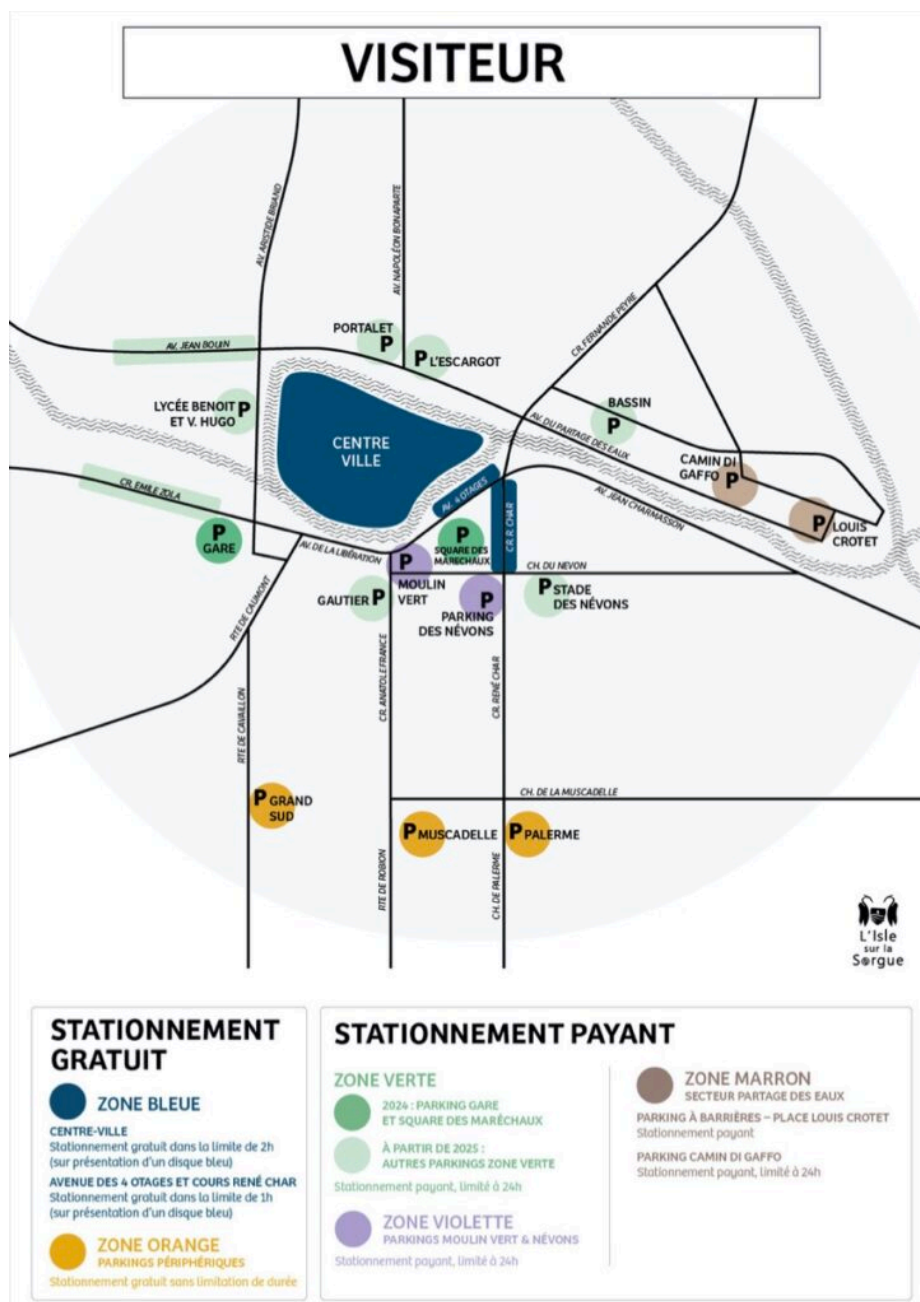 VISITEUR
AV. ARISTIDE BRIAND
AV. NAPOLÉON BONAPARTE
CR. FERNANDE PEYRE
AV. JEAN BOUIN
PORTALET
P
P L'ESCARGOT
LYCÉE BENOIT
ET V. HUGO
P
CENTRE
VILLE
BASSIN
P
AV. DU PARTAGE DES EAUX
CAMIN DI
GAFFO
P
P LOUIS
CROTET
AV. JEAN CHARMASSON
CR. EMILE ZOLA
P
GARE
AV. DE LA LIBÉRATION
AV. 4 OTAGES
CR. R. CHAR
P
SQUARE DES
MARECHAUX
CH. DU NEVON
P
MOULIN
VERT
GAUTIER P
P
PARKING
DES NÉVONS
P STADE
DES NÉVONS
RTE DE CAUMONT
RTE DE CAVAILLON
CR. ANATOLE FRANCE
CR. RENÉ CHAR
P GRAND
SUD
CH. DE LA MUSCADELLE
P MUSCADELLE
P PALERME
RTE DE ROBION
CH. DE PALERME
L'Isle
sur la
Sorgue
STATIONNEMENT
GRATUIT
ZONE BLEUE
CENTRE-VILLE
Stationnement gratuit dans la limite de 2h
(sur présentation d'un disque bleu)
AVENUE DES 4 OTAGES ET COURS RENÉ CHAR
Stationnement gratuit dans la limite de 1h
(sur présentation d'un disque bleu)
ZONE ORANGE
PARKINGS PÉRIPHÉRIQUES
Stationnement gratuit sans limitation de durée
STATIONNEMENT PAYANT
ZONE VERTE
2024 : PARKING GARE
ET SQUARE DES MARÉCHAUX
À PARTIR DE 2025 :
AUTRES PARKINGS ZONE VERTE
Stationnement payant, limité à 24h
ZONE VIOLETTE
PARKINGS MOULIN VERT & NÉVONS
Stationnement payant, limité à 24h
ZONE MARRON
SECTEUR PARTAGE DES EAUX
PARKING À BARRIÈRES – PLACE LOUIS CROTET
Stationnement payant
PARKING CAMIN DI GAFFO
Stationnement payant, limité à 24h